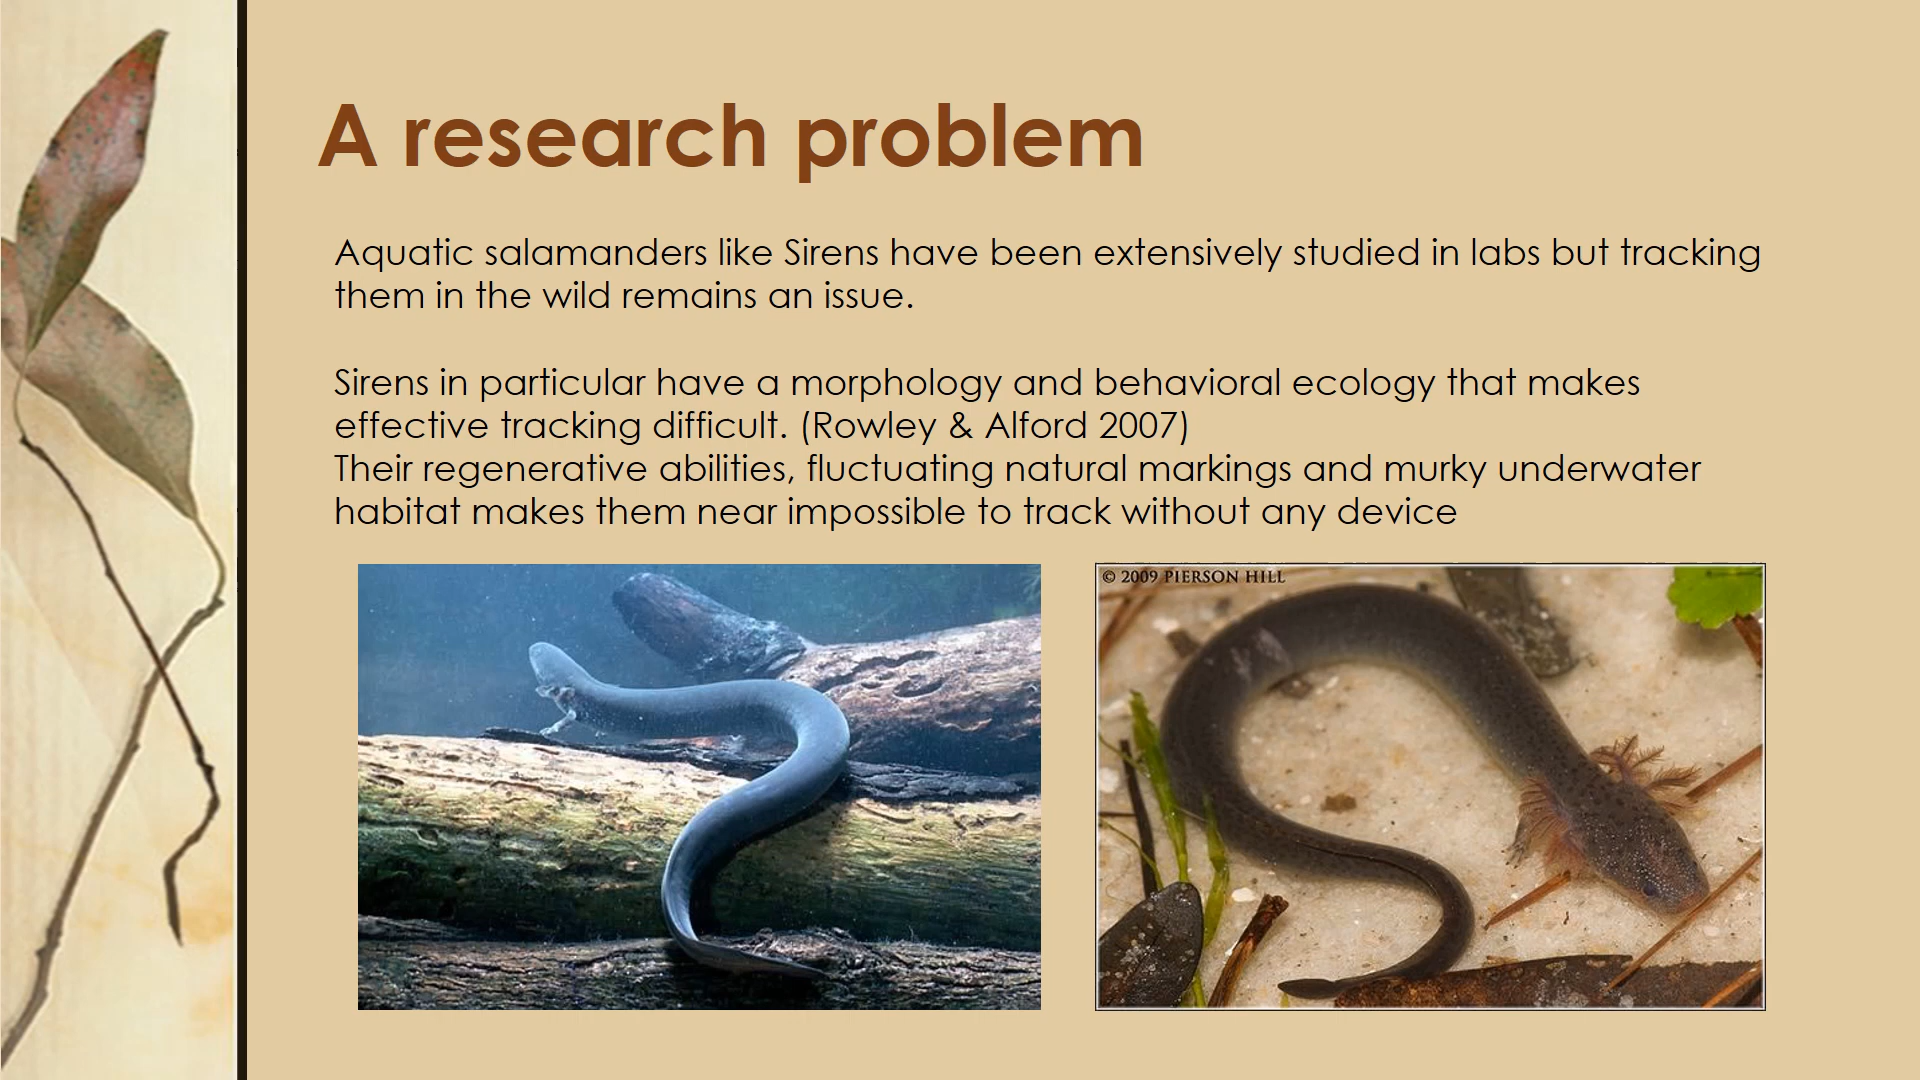 A research problem
Aquatic salamanders like Sirens have been extensively studied in labs but tracking
them in the wild remains an issue.
Sirens in particular have a morphology and behavioral ecology that makes
effective tracking difficult. (Rowley & Alford 2007)
Their regenerative abilities, fluctuating natural markings and murky underwater
habitat makes them near impossible to track without any device
© 2009 PIERSON HILL